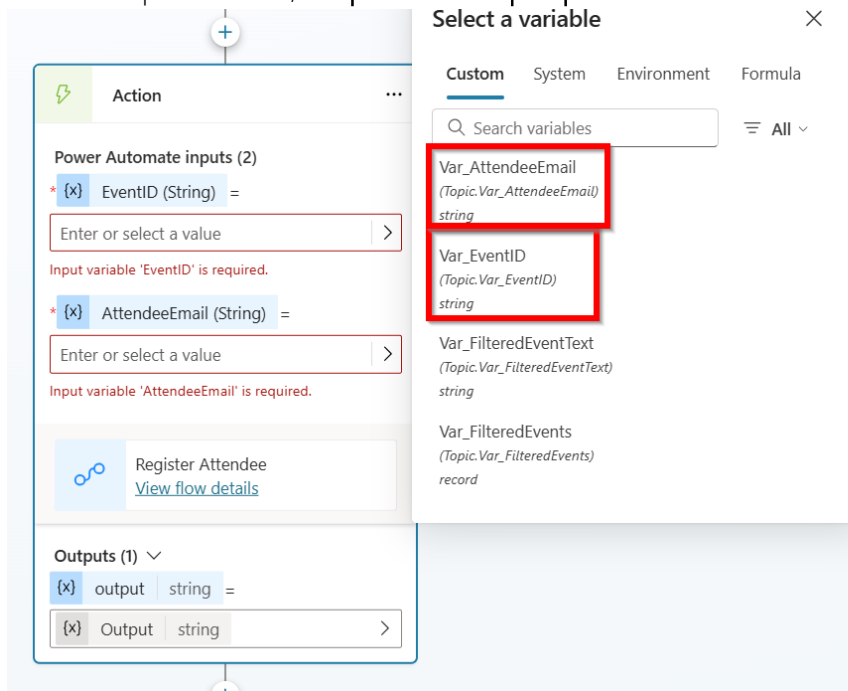 Select a variable
Custom System Environment Formula
Search variables
All
Var_AttendeeEmail
(Topic.Var_AttendeeEmail)
string
Var_EventID
(Topic.Var_EventID)
string
Var_FilteredEventText
(Topic.Var_FilteredEventText)
string
Var_FilteredEvents
(Topic.Var_FilteredEvents)
record
Action
Power Automate inputs (2)
* {x} EventID (String) =
Enter or select a value
Input variable 'EventID' is required.
* {x} AttendeeEmail (String) =
Enter or select a value
Input variable 'AttendeeEmail' is required.
Register Attendee
View flow details
Outputs (1)
{x} output string =
{x} Output string